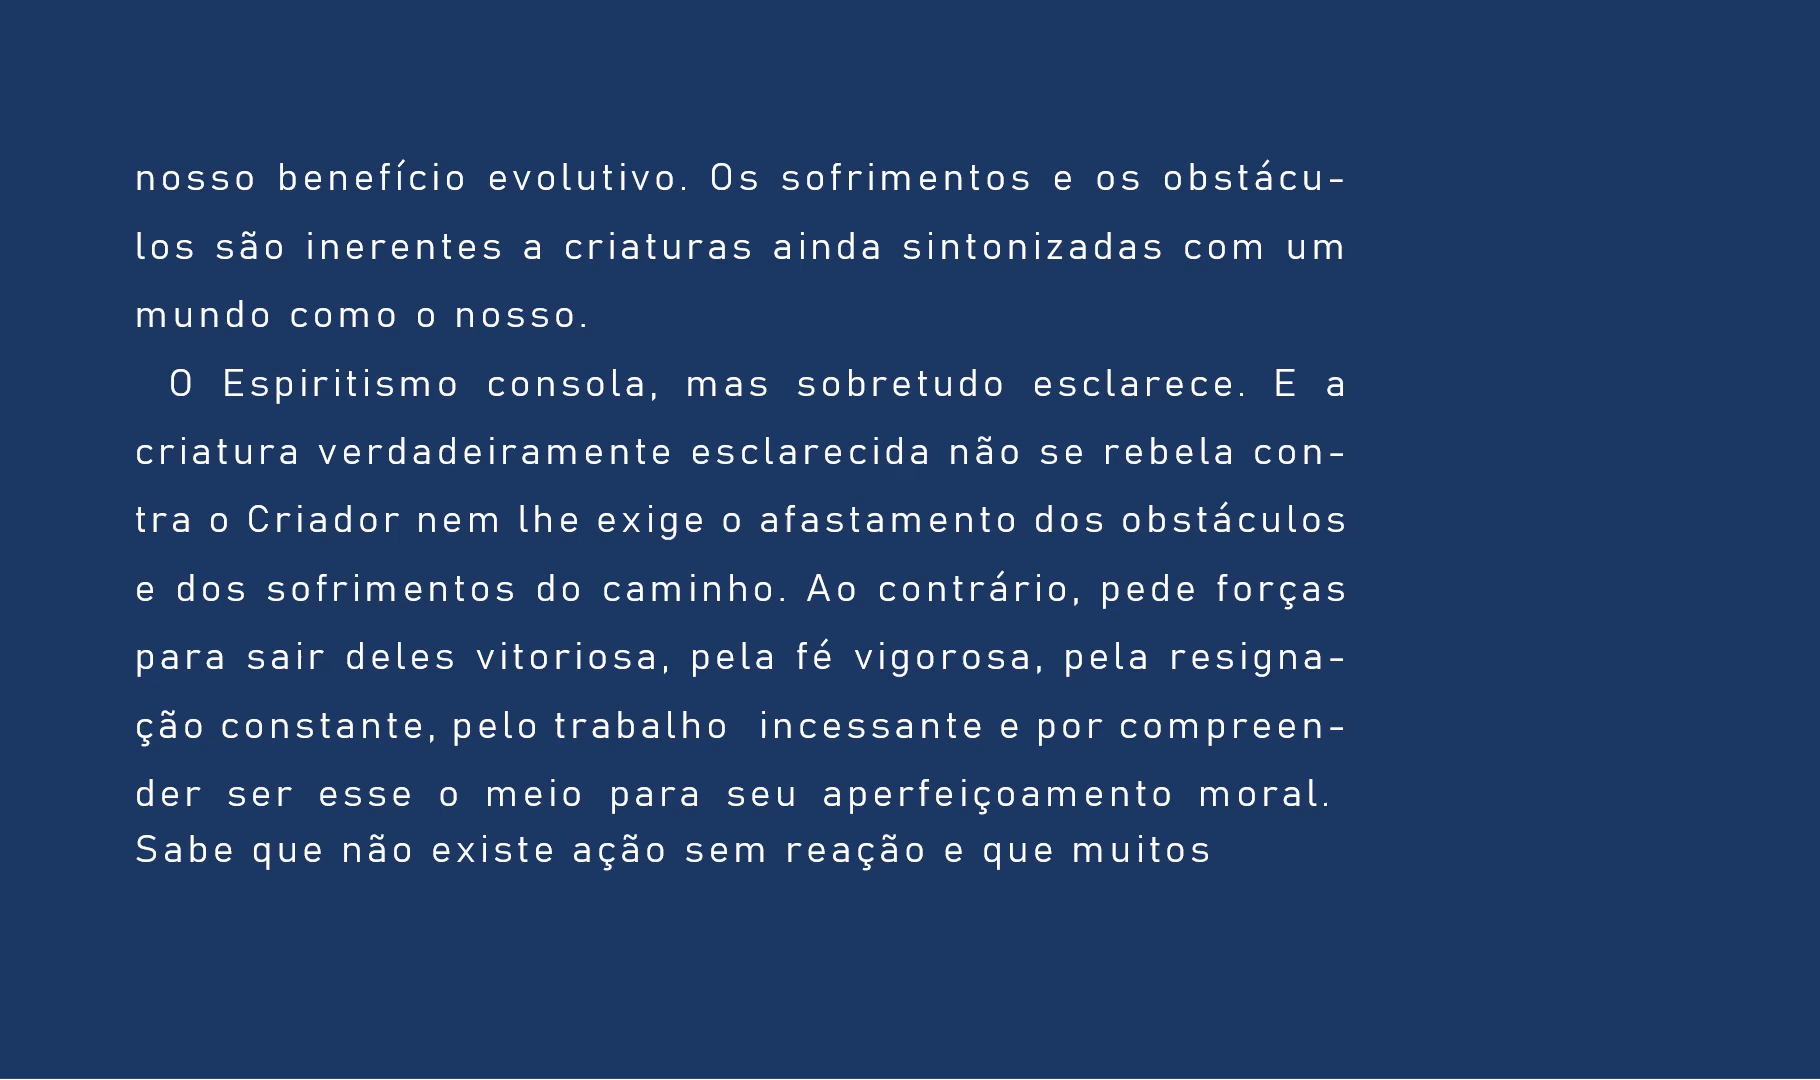 nosso benefício evolutivo. Os sofrimentos e os obstácu-
los são inerentes a criaturas ainda sintonizadas com um
mundo como o nosso.
O Espiritismo consola, mas sobretudo esclarece. E a
criatura verdadeiramente esclarecida não se rebela con-
tra o Criador nem lhe exige o afastamento dos obstáculos
e dos sofrimentos do caminho. Ao contrário, pede forças
para sair deles vitoriosa, pela fé vigorosa, pela resigna-
ção constante, pelo trabalho  incessante e por compreen-
der ser esse o meio para seu aperfeiçoamento moral.
Sabe que não existe ação sem reação e que muitos